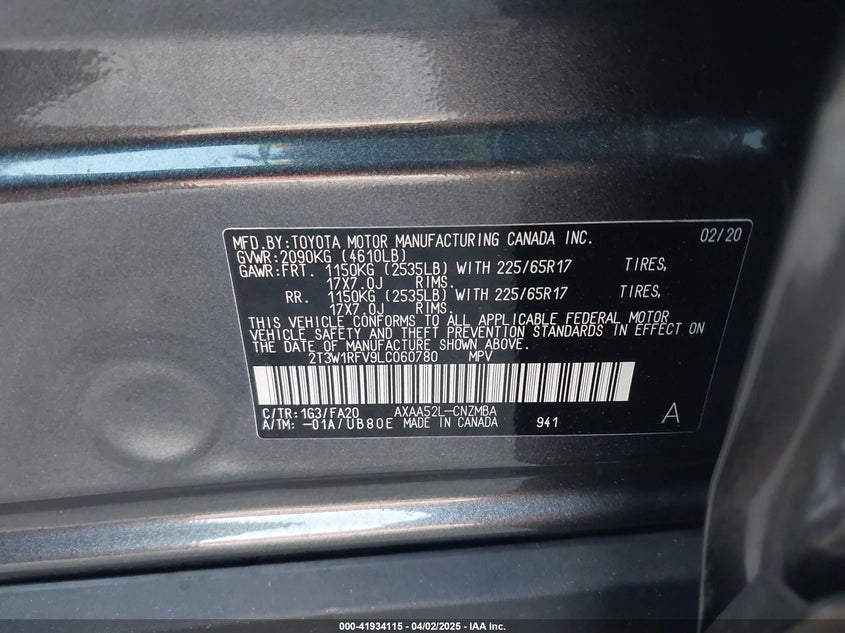 MFD.BY:TOYOTA MOTOR MANUFACTURING CANADA INC. 02/20
GVWR:2090KG (4610LB)
GAWR:FRT. 1150KG (2535LB) WITH 225/65R17 TIRES,
17X7.0J RIMS.
RR. 1150KG (2535LB) WITH 225/65R17 TIRES,
17X7.0J RIMS.
THIS VEHICLE CONFORMS TO ALL APPLICABLE FEDERAL MOTOR
VEHICLE SAFETY AND THEFT PREVENTION STANDARDS IN EFFECT ON
THE DATE OF MANUFACTURE SHOWN ABOVE.
2T3W1RFV9LC060780 MPV
C/TR:1G3/FA20 AXAA52L-CNZMBA A
A/TM:-01A/UB80E MADE IN CANADA 941
000-41934115 - 04/02/2025 - IAA Inc.